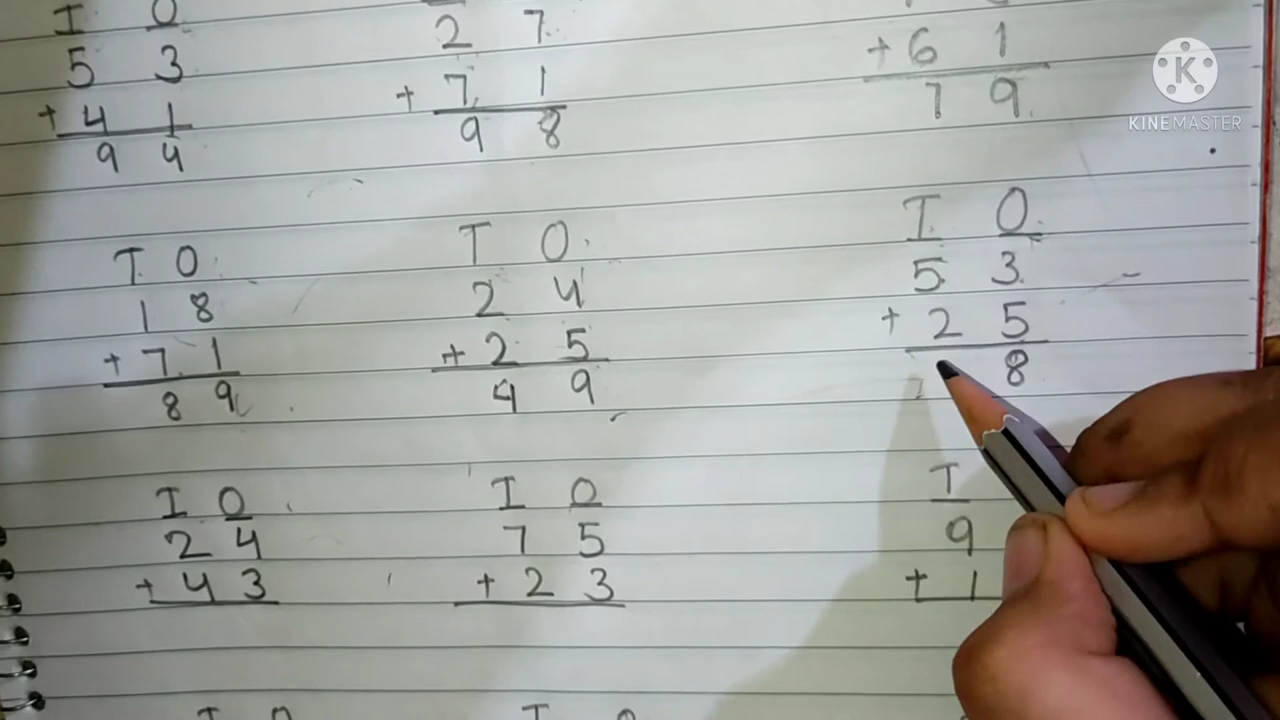 T O
5 3
+ 4 1
9 4
2 7
+ 7 1
9 8
+ 6 1
7 9
KINEMASTER
T O
1 8
+ 7 1
8 9
T O
2 4
+ 2 5
4 9
T O
5 3
+ 2 5
8
T O
2 4
+ 4 3
T O
7 5
+ 2 3
T
9
+ 1
T O
T O